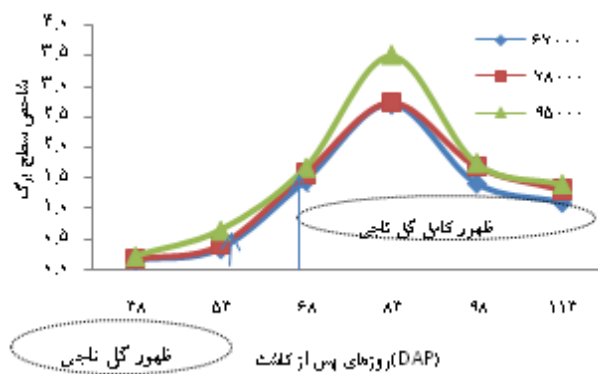 ۴٫۰
۳٫۵
۳٫۰
۲٫۵
۲٫۰
۱٫۵
۱٫۰
۰٫۵
۰٫۰
شاخص سطح برگ
۶۷۰۰۰
۷۸۰۰۰
۹۵۰۰۰
ظهور کامل گل تاجی
۳۸ ۵۳ ۶۸ ۸۳ ۹۸ ۱۱۳
روزهای پس از کاشت(DAP)
ظهور گل تاجی